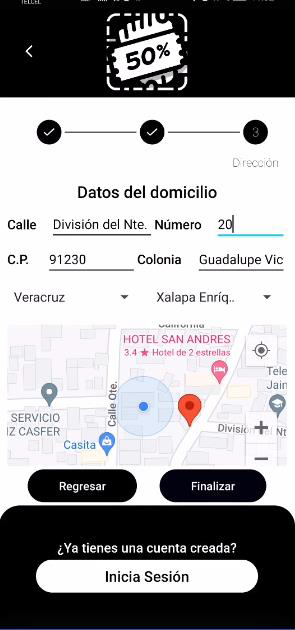 TELCEL
50%
3
Dirección
Datos del domicilio
Calle División del Nte. Número 20
C.P. 91230 Colonia Guadalupe Vic
Veracruz Xalapa Enríq..
California
HOTEL SAN ANDRES
3.4 ★ Hotel de 2 estrellas
Calle Ote.
Tele
Jain
SERVICIO
IZ CASFER
División del Nt
Casita
Regresar Finalizar
¿Ya tienes una cuenta creada?
Inicia Sesión